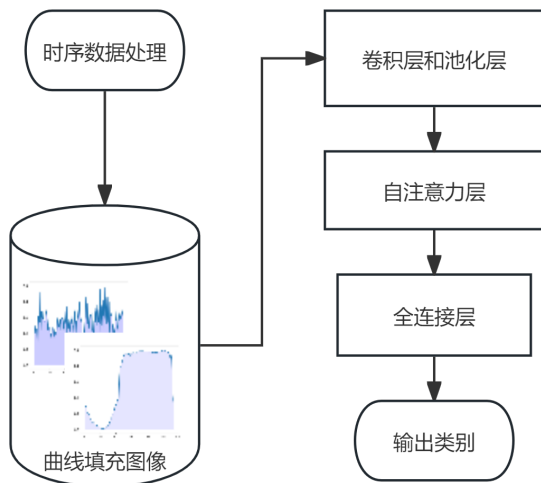 时序数据处理
曲线填充图像
卷积层和池化层
自注意力层
全连接层
输出类别